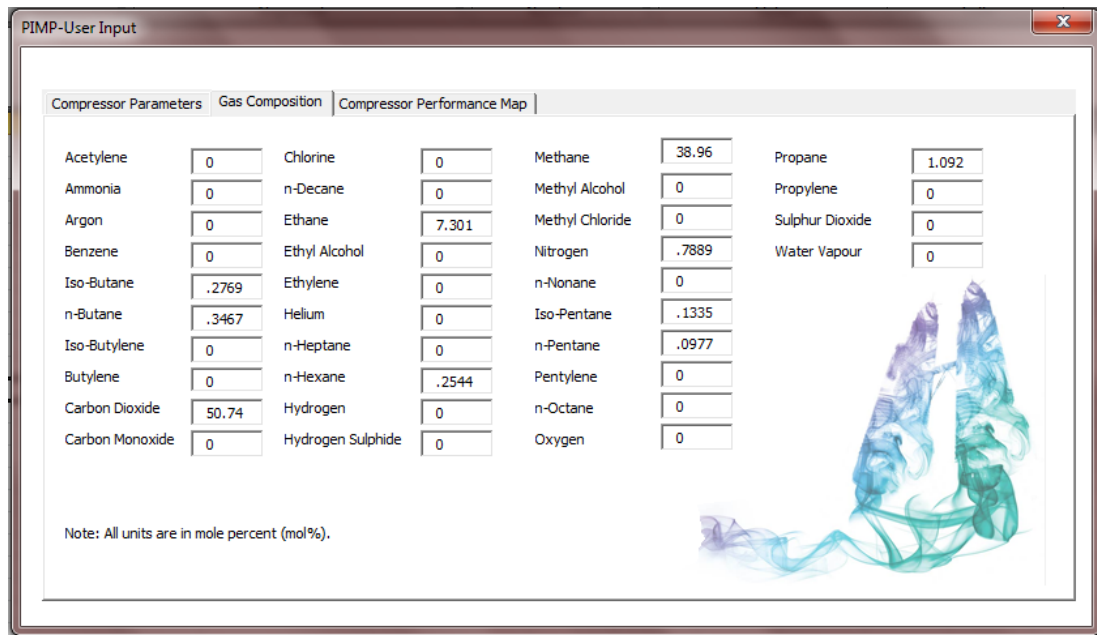 PIMP-User Input
Compressor Parameters Gas Composition Compressor Performance Map
Acetylene 0 Chlorine 0 Methane 38.96 Propane 1.092
Ammonia 0 n-Decane 0 Methyl Alcohol 0 Propylene 0
Argon 0 Ethane 7.301 Methyl Chloride 0 Sulphur Dioxide 0
Benzene 0 Ethyl Alcohol 0 Nitrogen .7889 Water Vapour 0
Iso-Butane .2769 Ethylene 0 n-Nonane 0
n-Butane .3467 Helium 0 Iso-Pentane .1335
Iso-Butylene 0 n-Heptane 0 n-Pentane .0977
Butylene 0 n-Hexane .2544 Pentylene 0
Carbon Dioxide 50.74 Hydrogen 0 n-Octane 0
Carbon Monoxide 0 Hydrogen Sulphide 0 Oxygen 0
Note: All units are in mole percent (mol%).